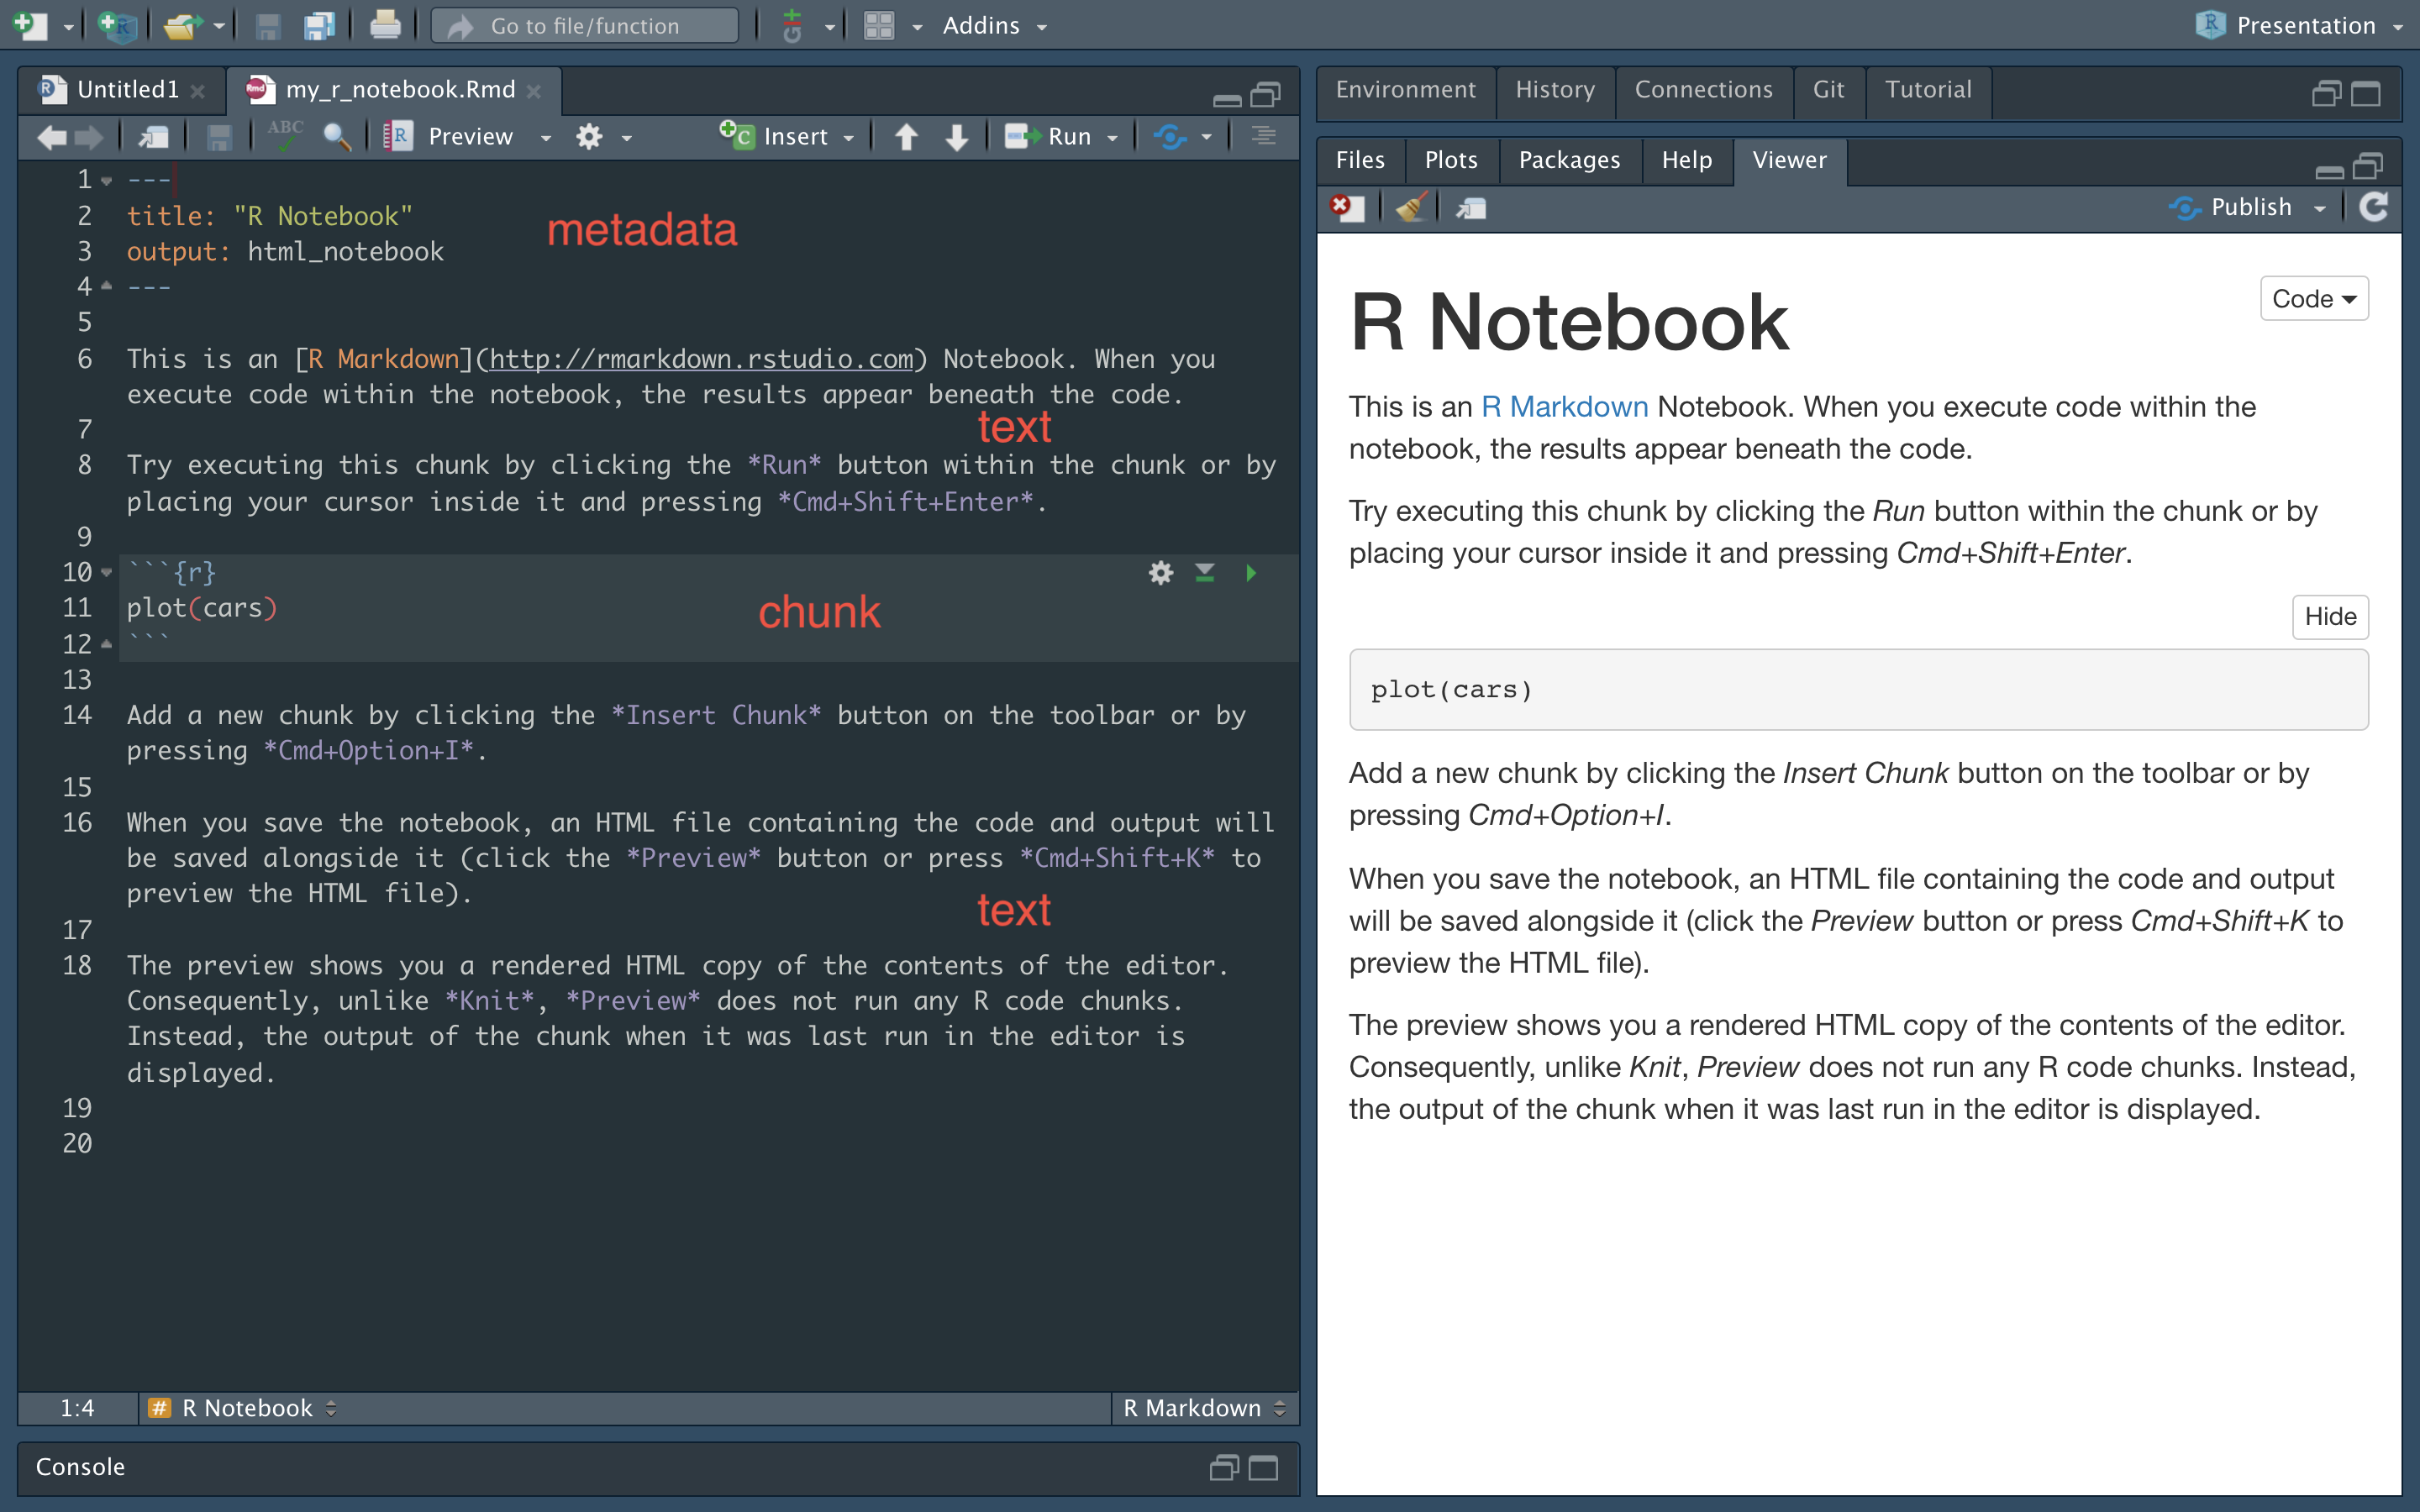 Go to file/function
Addins
Presentation
Untitled1
my_r_notebook.Rmd
ABC
Preview
Insert
Run
1 ---
2 title: "R Notebook"
metadata
3 output: html_notebook
4 ---
5
6 This is an [R Markdown](http://rmarkdown.rstudio.com) Notebook. When you
execute code within the notebook, the results appear beneath the code.
text
7
8 Try executing this chunk by clicking the *Run* button within the chunk or by
placing your cursor inside it and pressing *Cmd+Shift+Enter*.
9
10 ```{r}
11 plot(cars)
chunk
12 ```
13
14 Add a new chunk by clicking the *Insert Chunk* button on the toolbar or by
pressing *Cmd+Option+I*.
15
16 When you save the notebook, an HTML file containing the code and output will
be saved alongside it (click the *Preview* button or press *Cmd+Shift+K* to
preview the HTML file).
text
17
18 The preview shows you a rendered HTML copy of the contents of the editor.
Consequently, unlike *Knit*, *Preview* does not run any R code chunks.
Instead, the output of the chunk when it was last run in the editor is
displayed.
19
20
1:4
# R Notebook
R Markdown
Console
Environment
History
Connections
Git
Tutorial
Files
Plots
Packages
Help
Viewer
Publish
R Notebook
Code
This is an R Markdown Notebook. When you execute code within the
notebook, the results appear beneath the code.
Try executing this chunk by clicking the Run button within the chunk or by
placing your cursor inside it and pressing Cmd+Shift+Enter.
Hide
plot(cars)
Add a new chunk by clicking the Insert Chunk button on the toolbar or by
pressing Cmd+Option+I.
When you save the notebook, an HTML file containing the code and output
will be saved alongside it (click the Preview button or press Cmd+Shift+K to
preview the HTML file).
The preview shows you a rendered HTML copy of the contents of the editor.
Consequently, unlike Knit, Preview does not run any R code chunks. Instead,
the output of the chunk when it was last run in the editor is displayed.